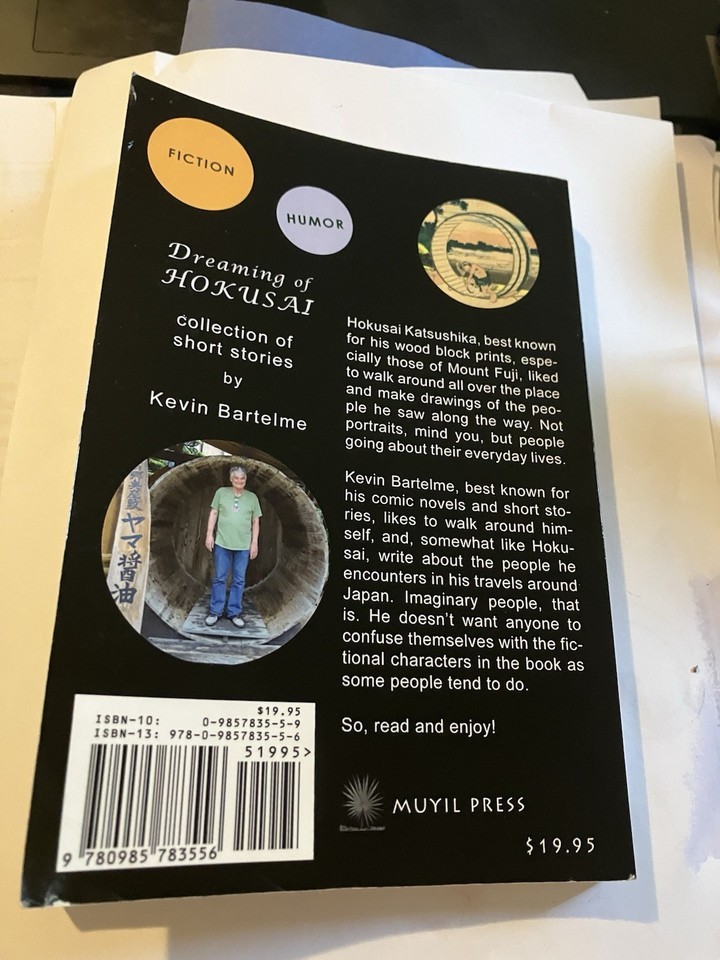 FICTION
HUMOR
Dreaming of
HOKUSAI
collection of
short stories
by
Kevin Bartelme
ヤマ醤油
Hokusai Katsushika, best known
for his wood block prints, espe-
cially those of Mount Fuji, liked
to walk around all over the place
and make drawings of the peo-
ple he saw along the way. Not
portraits, mind you, but people
going about their everyday lives.
Kevin Bartelme, best known for
his comic novels and short sto-
ries, likes to walk around him-
self, and, somewhat like Hoku-
sai, write about the people he
encounters in his travels around
Japan. Imaginary people, that
is. He doesn't want anyone to
confuse themselves with the fic-
tional characters in the book as
some people tend to do.
So, read and enjoy!
$19.95
ISBN-10: 0-9857835-5-9
ISBN-13: 978-0-9857835-5-6
51995>
9 780985 783556
MUYIL PRESS
$19.95